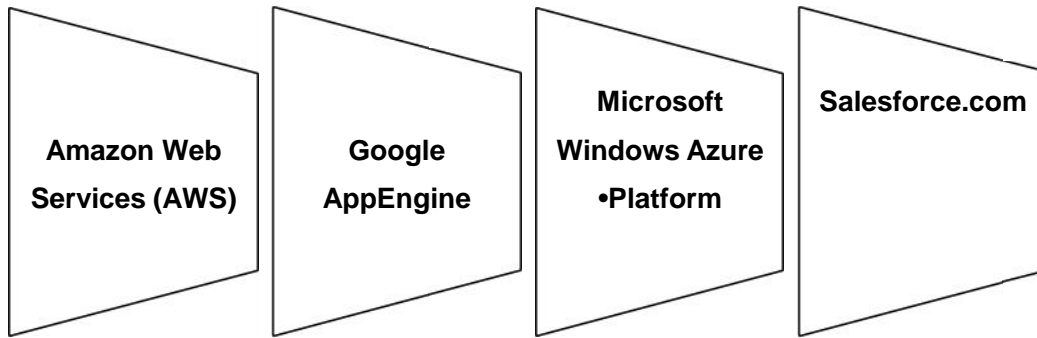 Amazon Web
Services (AWS)
Google
AppEngine
Microsoft
Windows Azure
•Platform
Salesforce.com